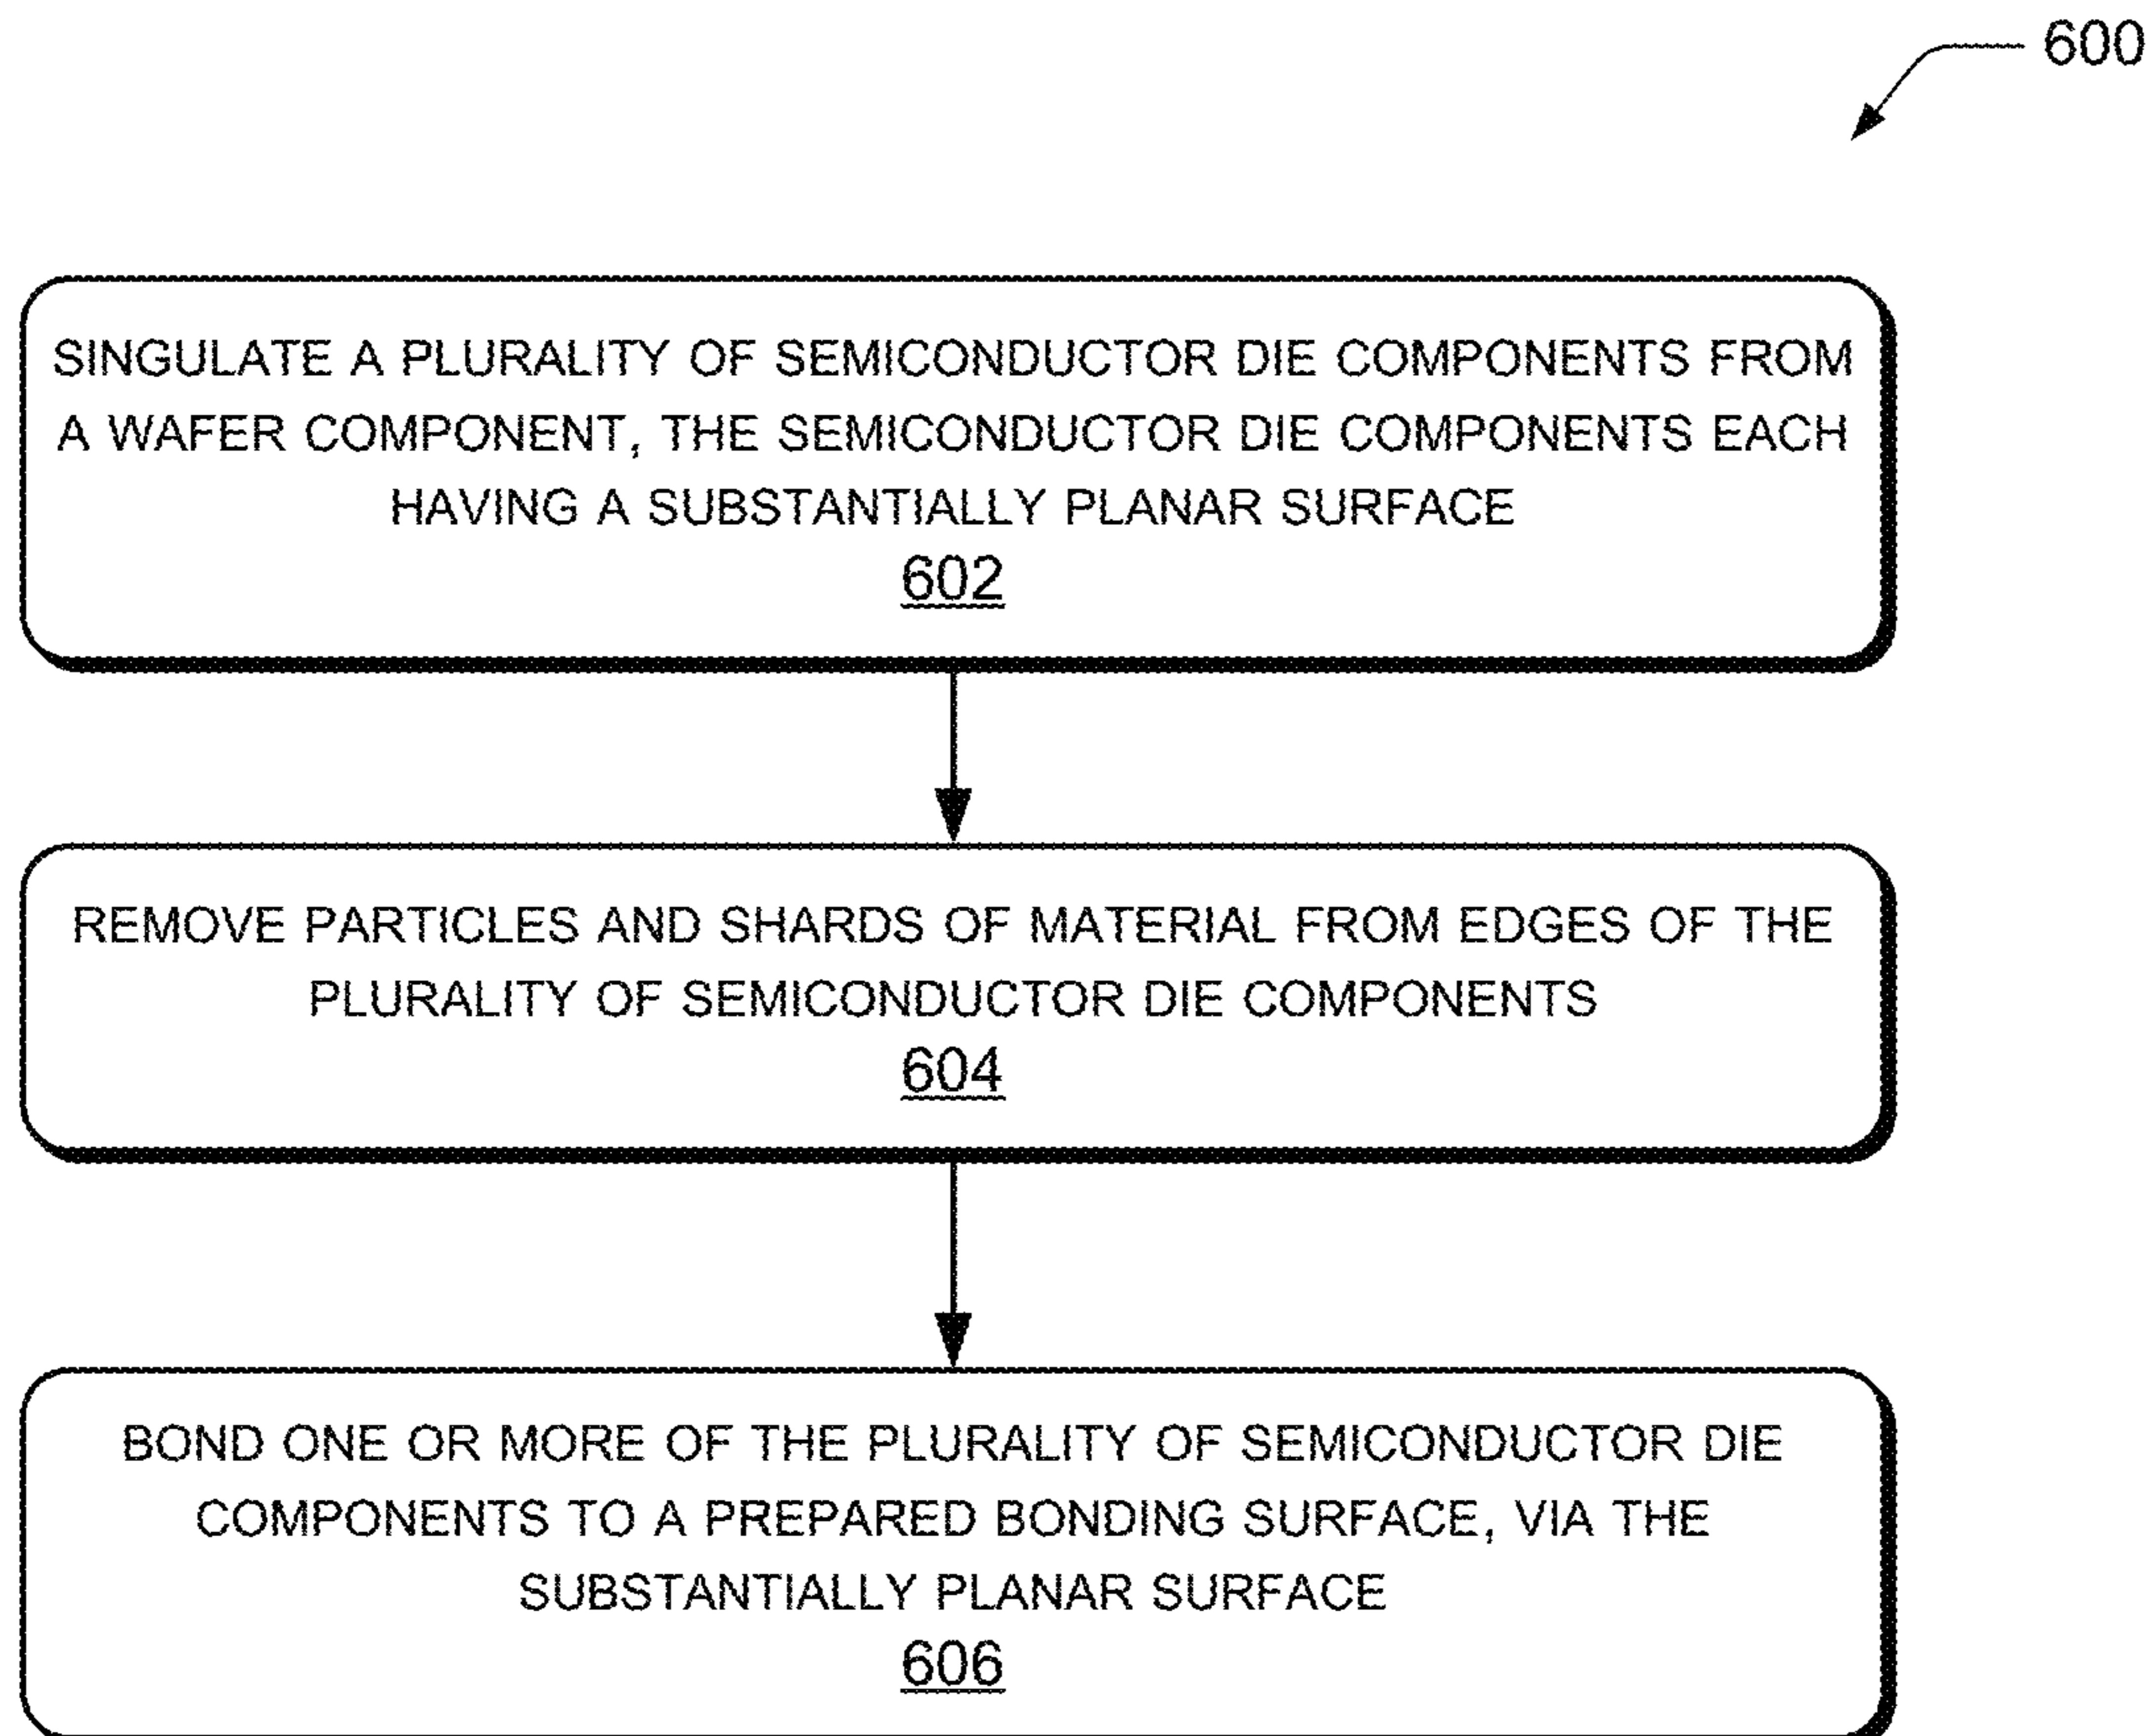 600
SINGULATE A PLURALITY OF SEMICONDUCTOR DIE COMPONENTS FROM
A WAFER COMPONENT, THE SEMICONDUCTOR DIE COMPONENTS EACH
HAVING A SUBSTANTIALLY PLANAR SURFACE
602
REMOVE PARTICLES AND SHARDS OF MATERIAL FROM EDGES OF THE
PLURALITY OF SEMICONDUCTOR DIE COMPONENTS
604
BOND ONE OR MORE OF THE PLURALITY OF SEMICONDUCTOR DIE
COMPONENTS TO A PREPARED BONDING SURFACE, VIA THE
SUBSTANTIALLY PLANAR SURFACE
606